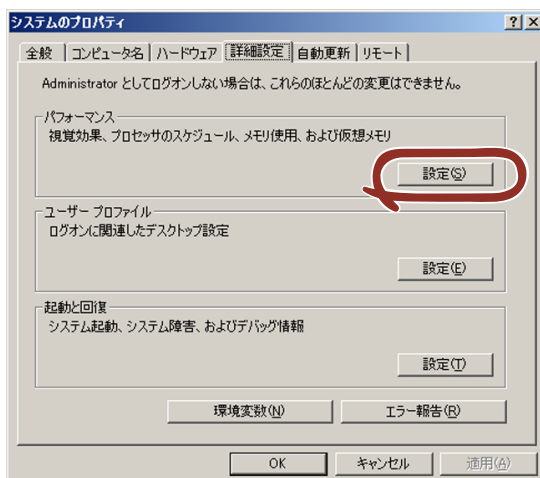 システムのプロパティ
全般 コンピュータ名 ハードウェア 詳細設定 自動更新 リモート
Administrator としてログオンしない場合は、これらのほとんどの変更はできません。
パフォーマンス
視覚効果、プロセッサのスケジュール、メモリ使用、および仮想メモリ
設定(S)
ユーザー プロファイル
ログオンに関連したデスクトップ設定
設定(E)
起動と回復
システム起動、システム障害、およびデバッグ情報
設定(T)
環境変数(N) エラー報告(R)
OK キャンセル 適用(A)